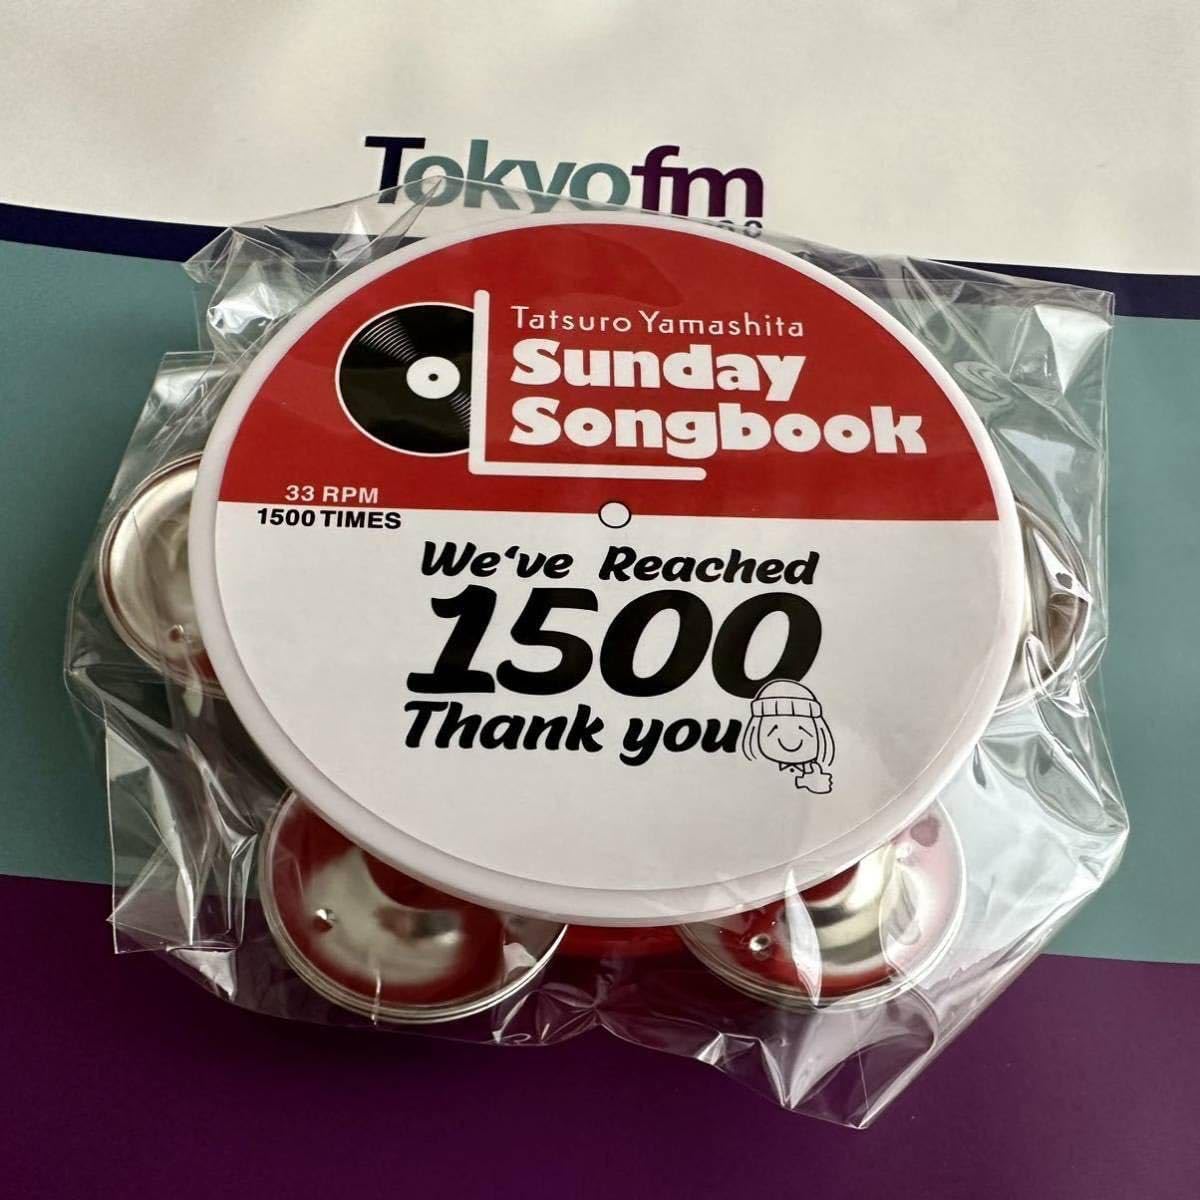 Tokyofm
Tatsuro Yamashita
Sunday
Songbook
33 RPM
1500 TIMES
We've Reached
1500
Thank you